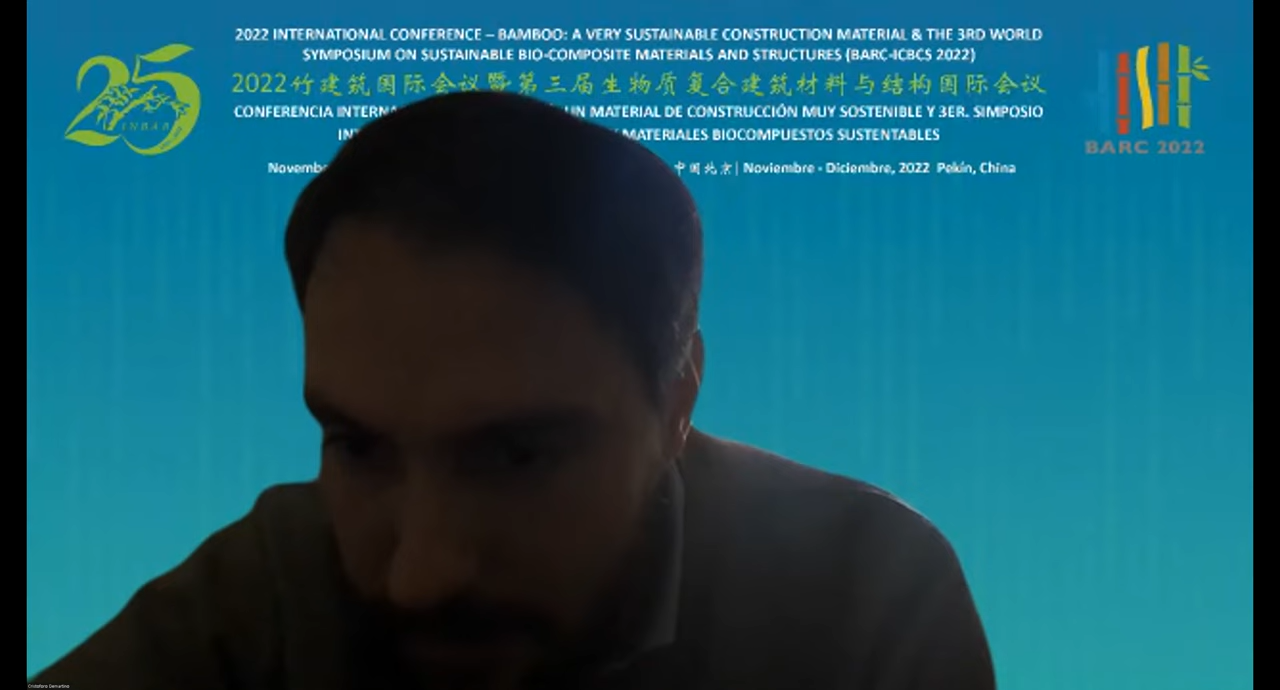 2022 INTERNATIONAL CONFERENCE – BAMBOO: A VERY SUSTAINABLE CONSTRUCTION MATERIAL & THE 3RD WORLD
SYMPOSIUM ON SUSTAINABLE BIO-COMPOSITE MATERIALS AND STRUCTURES (BARC-ICBCS 2022)
2022竹建筑国际会议暨第三届生物质复合建筑材料与结构国际会议
CONFERENCIA UN MATERIAL DE CONSTRUCCIÓN MUY SOSTENIBLE Y 3ER. SIMPOSIO
MATERIALES BIOCOMPUESTOS SUSTENTABLES
中国北京| Noviembre - Diciembre, 2022 Pekín, China
25
INBAR
BARC 2022
Cristoforo Demartino